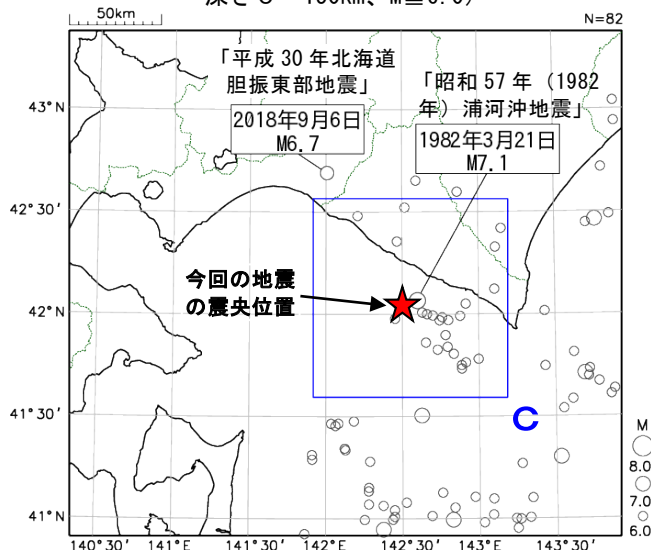 50km
N=82
「平成 30 年北海道
胆振東部地震」
2018年9月6日
M6.7
「昭和 57 年（1982
年）浦河沖地震」
1982年3月21日
M7.1
43°N
42°30′
今回の地震
の震央位置
42°N
41°30′
C
M
8.0
7.0
6.0
41°N
140°30′
141°E
141°30′
142°E
142°30′
143°E
143°30′